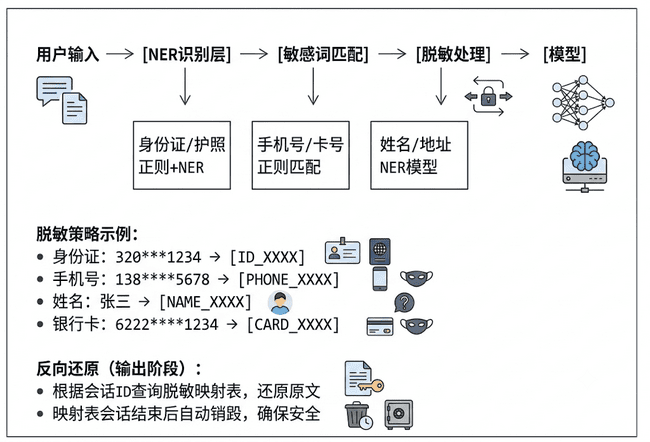 用户输入 → [NER识别层] → [敏感词匹配] → [脱敏处理] → [模型]
身份证/护照
正则+NER
手机号/卡号
正则匹配
姓名/地址
NER模型
脱敏策略示例：
• 身份证：320***1234 → [ID_XXXX]
• 手机号：138****5678 → [PHONE_XXXX]
• 姓名：张三 → [NAME_XXXX]
• 银行卡：6222****1234 → [CARD_XXXX]
?
反向还原（输出阶段）：
• 根据会话ID查询脱敏映射表，还原原文
• 映射表会话结束后自动销毁，确保安全